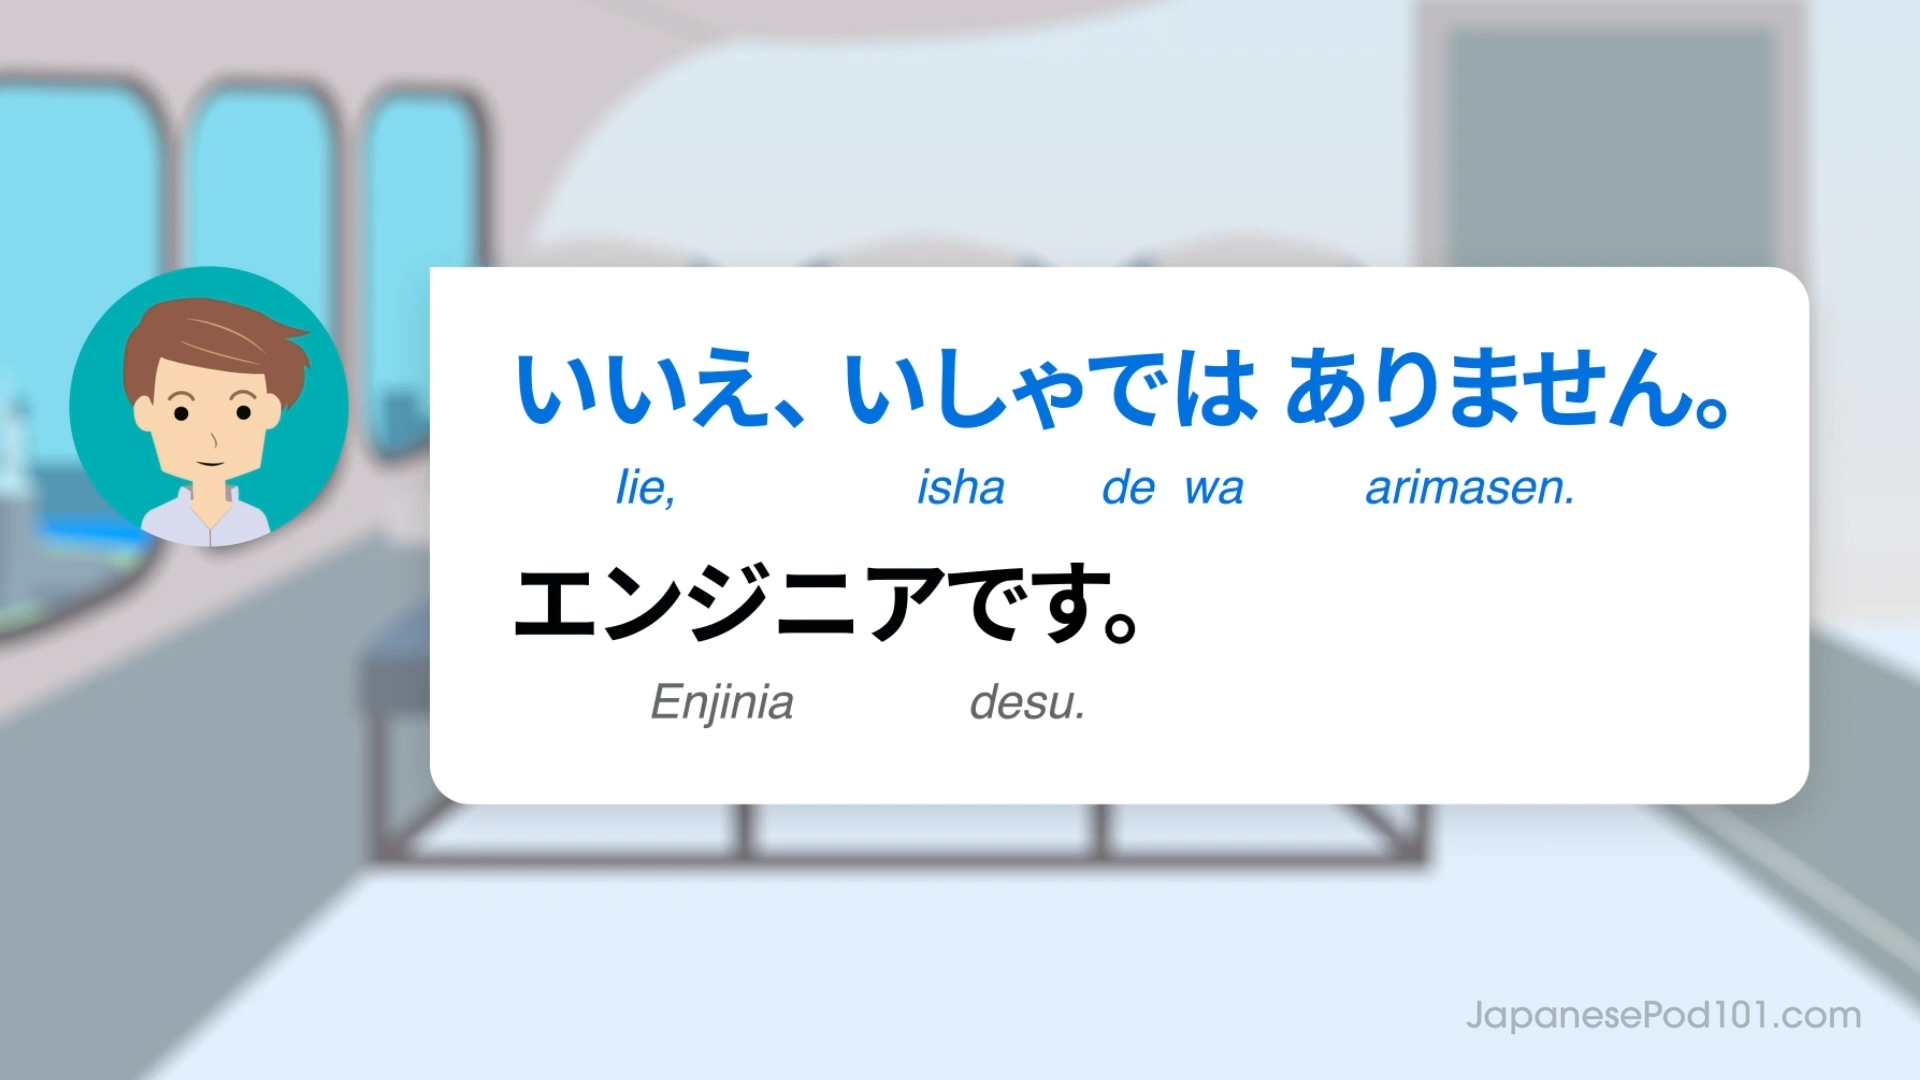 いいえ、いしゃでは ありません。
Iie, isha de wa arimasen.
エンジニアです。
Enjinia desu.
JapanesePod101.com